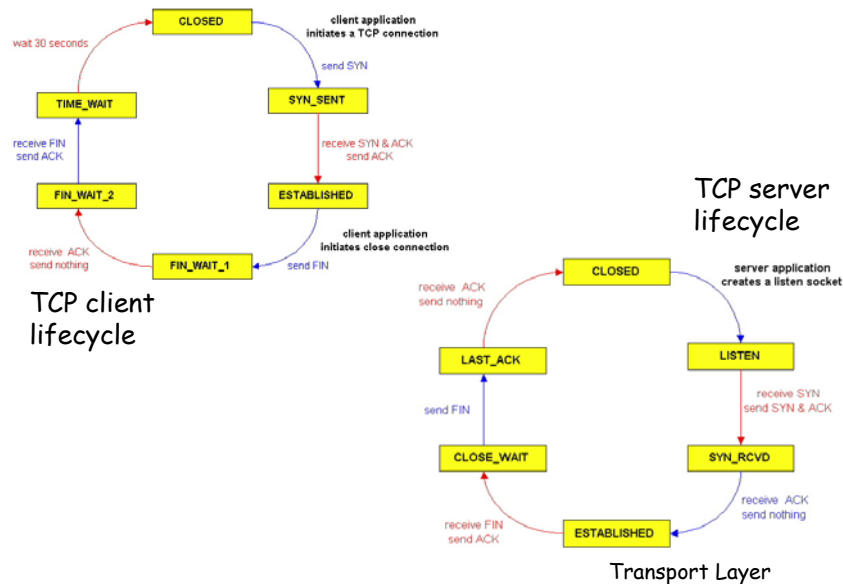 CLOSED
client application
initiates a TCP connection
wait 30 seconds
send SYN
TIME_WAIT
SYN_SENT
receive FIN
send ACK
receive SYN & ACK
send ACK
FIN_WAIT_2
ESTABLISHED
client application
initiates close connection
receive ACK
send nothing
FIN_WAIT_1
send FIN
TCP client
lifecycle
TCP server
lifecycle
CLOSED
server application
creates a listen socket
receive ACK
send nothing
LAST_ACK
LISTEN
receive SYN
send SYN & ACK
send FIN
CLOSE_WAIT
SYN_RCVD
receive ACK
send nothing
receive FIN
send ACK
ESTABLISHED
Transport Layer